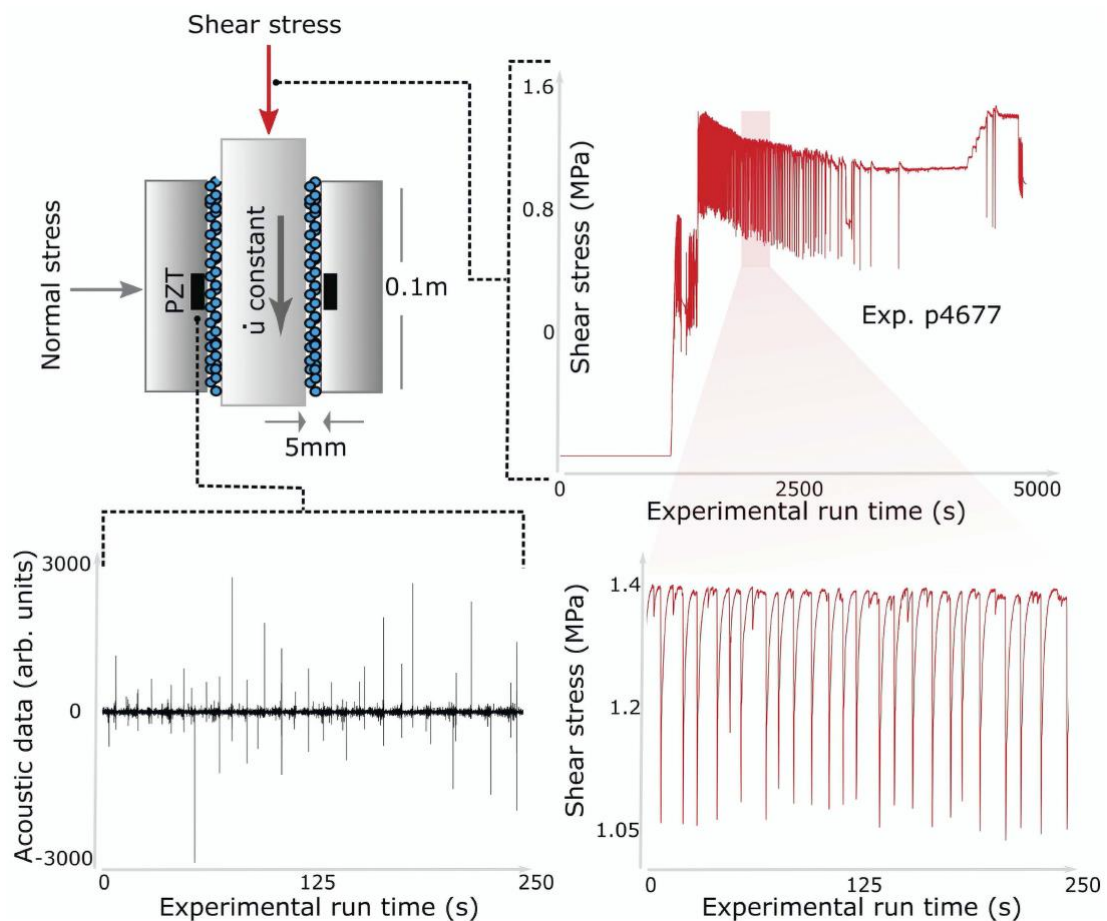 Shear stress
Normal stress
PZT
u̇ constant
0.1m
5mm
Shear stress (MPa)
1.6
0.8
0
Exp. p4677
0
2500
5000
Experimental run time (s)
Acoustic data (arb. units)
3000
0
-3000
0
125
250
Experimental run time (s)
Shear stress (MPa)
1.4
1.2
1.05
0
125
250
Experimental run time (s)